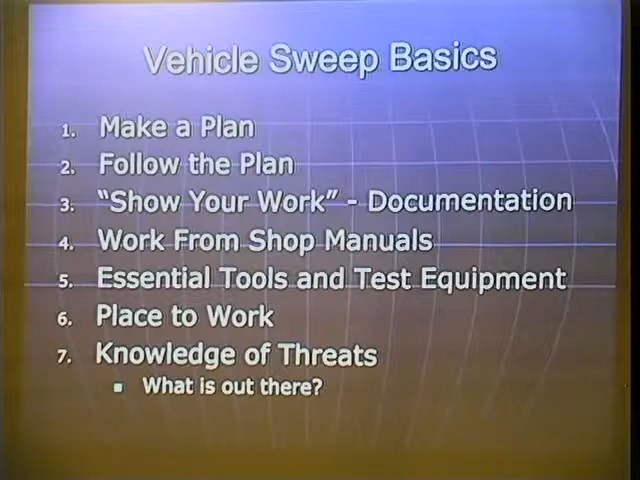 Vehicle Sweep Basics
1. Make a Plan
2. Follow the Plan
3. “Show Your Work” - Documentation
4. Work From Shop Manuals
5. Essential Tools and Test Equipment
6. Place to Work
7. Knowledge of Threats
▪ What is out there?